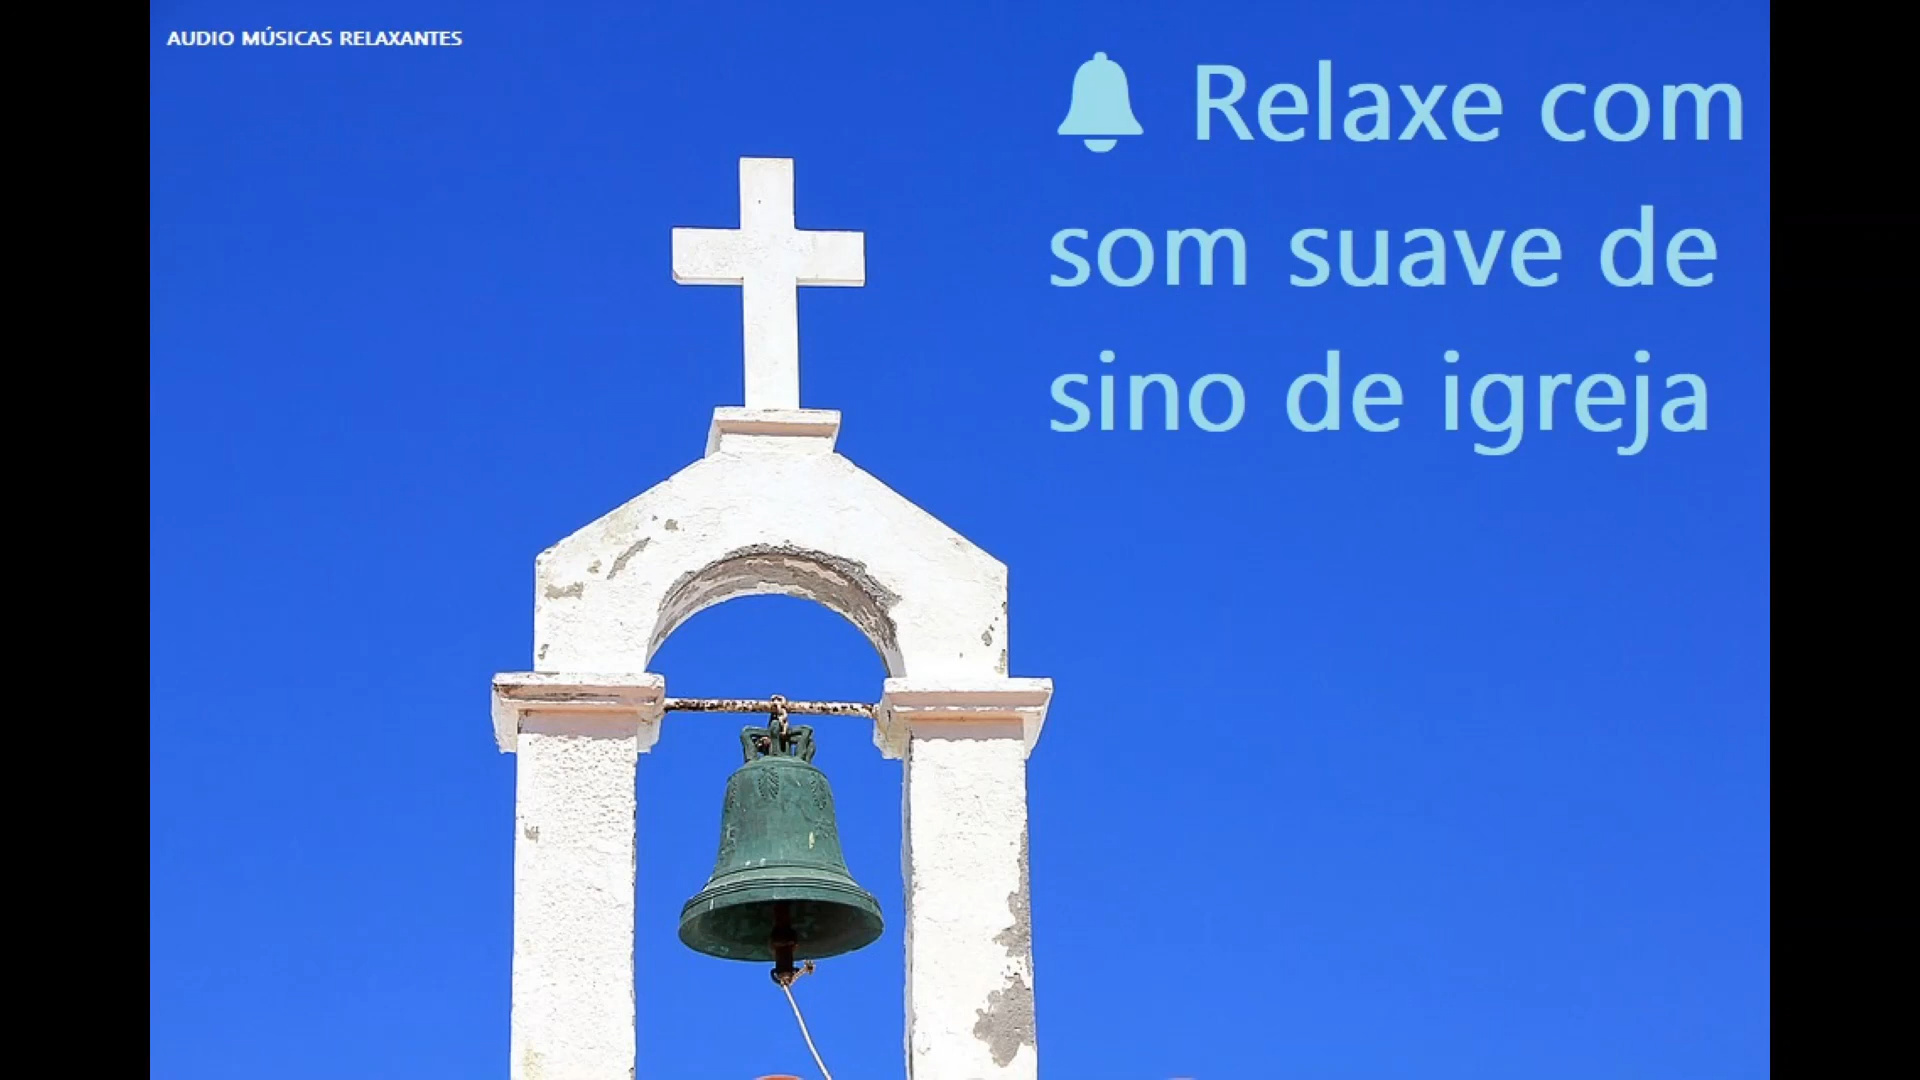 AUDIO MÚSICAS RELAXANTES
Relaxe com
som suave de
sino de igreja